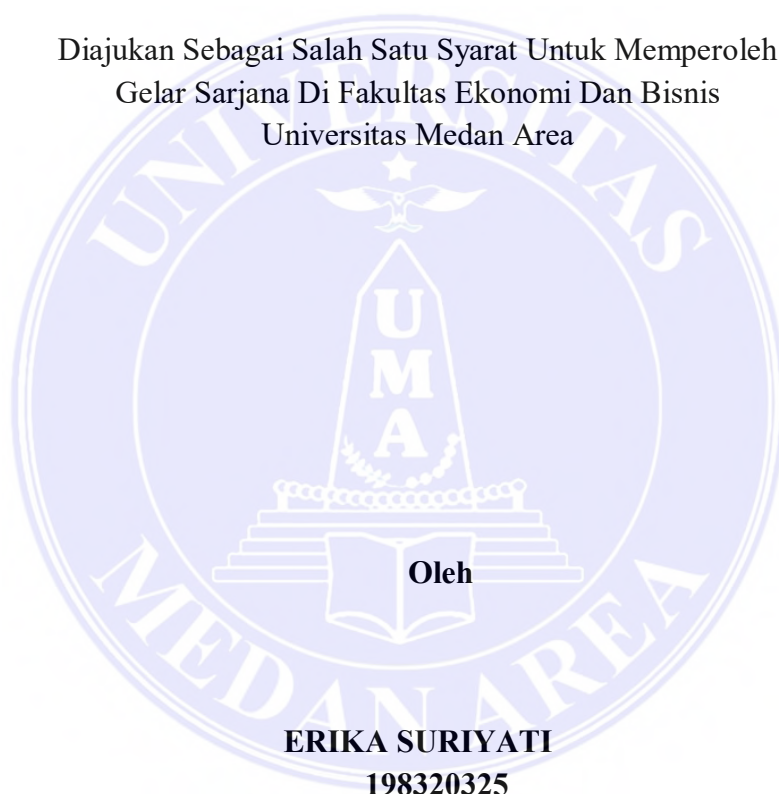 Diajukan Sebagai Salah Satu Syarat Untuk Memperoleh
Gelar Sarjana Di Fakultas Ekonomi Dan Bisnis
Universitas Medan Area
UNIVERSITAS
U
M
A
Oleh
MEDAN AREA
ERIKA SURIYATI
198320325